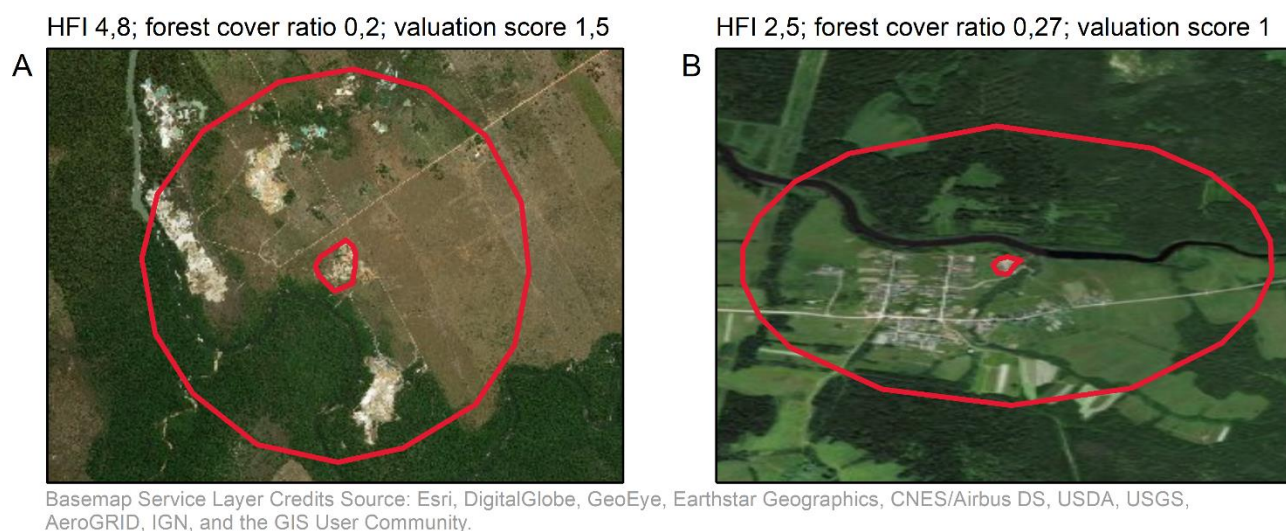 HFI 4,8; forest cover ratio 0,2; valuation score 1,5
HFI 2,5; forest cover ratio 0,27; valuation score 1
A
B
Basemap Service Layer Credits Source: Esri, DigitalGlobe, GeoEye, Earthstar Geographics, CNES/Airbus DS, USDA, USGS,
AeroGRID, IGN, and the GIS User Community.